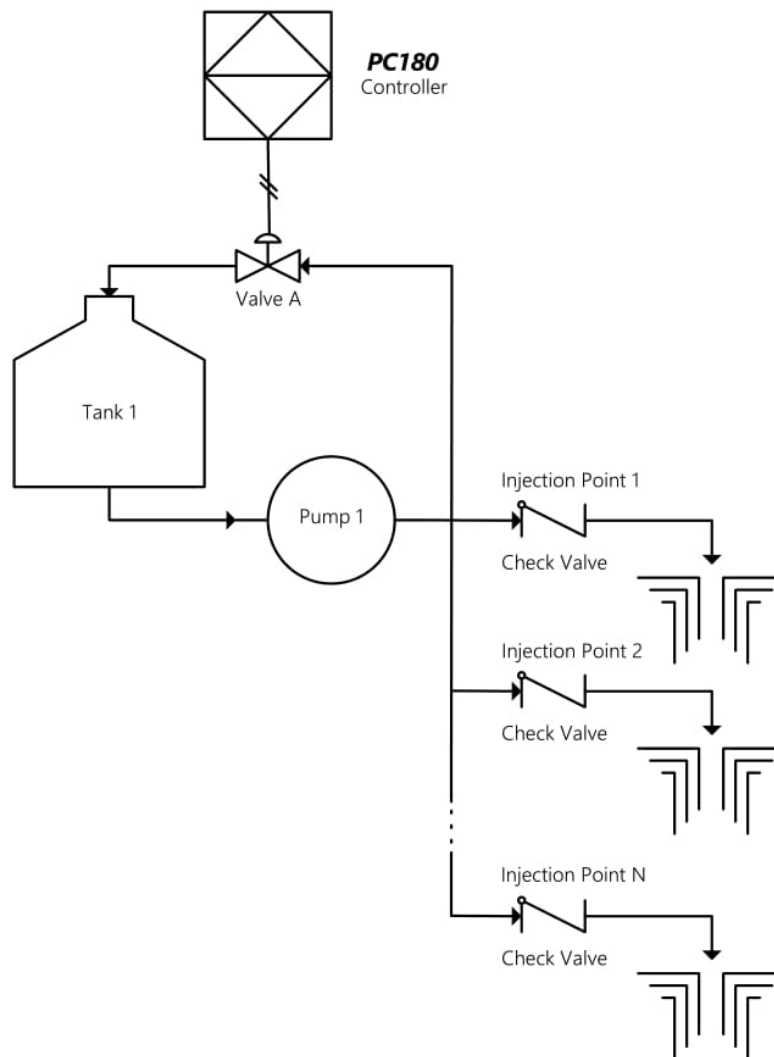 PC180
Controller
Valve A
Tank 1
Pump 1
Injection Point 1
Check Valve
Injection Point 2
Check Valve
Injection Point N
Check Valve